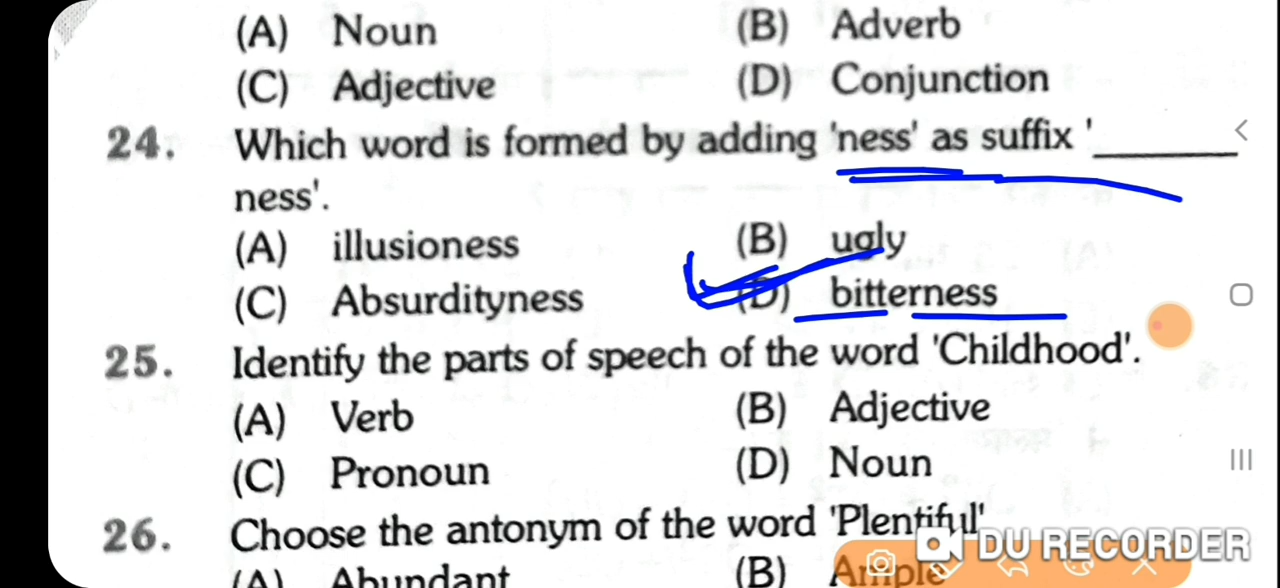 (A) Noun (B) Adverb
(C) Adjective (D) Conjunction
24. Which word is formed by adding 'ness' as suffix '_______
ness'.
(A) illusioness (B) ugly
(C) Absurdityness (D) bitterness
25. Identify the parts of speech of the word 'Childhood'.
(A) Verb (B) Adjective
(C) Pronoun (D) Noun
26. Choose the antonym of the word 'Plentiful'
(A) Abundant (B) Ample
DU RECORDER